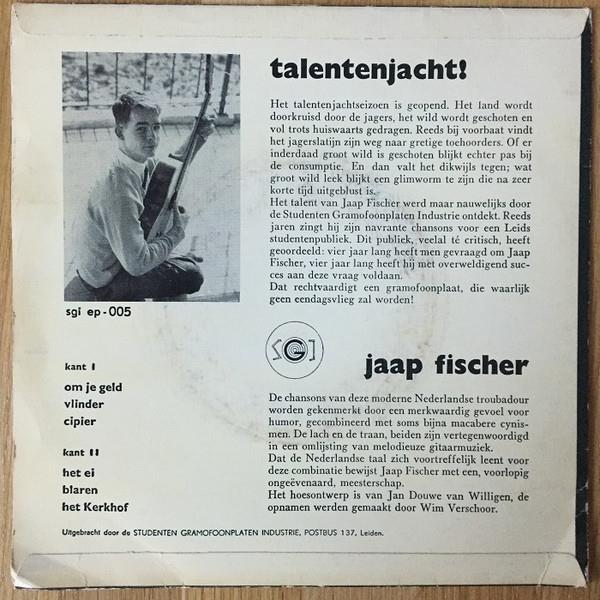 talentenjacht!
Het talentenjachtseizoen is geopend. Het land wordt
doorkruisd door de jagers, het wild wordt geschoten en
vol trots huiswaarts gedragen. Reeds bij voorbaat vindt
het jagerslatijn zijn weg naar gretige toehoorders. Of er
inderdaad groot wild is geschoten blijkt echter pas bij
de consumptie. En dan valt het dikwijls tegen; wat
groot wild leek blijkt een glimworm te zijn die na zeer
korte tijd uitgeblust is.
Het talent van Jaap Fischer werd maar nauwelijks door
de Studenten Gramofoonplaten Industrie ontdekt. Reeds
jaren zingt hij zijn navrante chansons voor een Leids
studentenpubliek. Dit publiek, veelal té critisch, heeft
geoordeeld: vier jaar lang heeft men gevraagd om Jaap
Fischer, vier jaar lang heeft hij met overweldigend suc-
ces aan deze vraag voldaan.
Dat rechtvaardigt een gramofoonplaat, die waarlijk
geen eendagsvlieg zal worden!
sgi ep-005
SGI
jaap fischer
kant I
om je geld
vlinder
cipier
kant II
het ei
blaren
het Kerkhof
De chansons van deze moderne Nederlandse troubadour
worden gekenmerkt door een merkwaardig gevoel voor
humor, gecombineerd met soms bijna macabere cynis-
men. De lach en de traan, beiden zijn vertegenwoordigd
in een omlijsting van melodieuze gitaarmuziek.
Dat de Nederlandse taal zich voortreffelijk leent voor
deze combinatie bewijst Jaap Fischer met een, voorlopig
ongeëvenaard, meesterschap.
Het hoesontwerp is van Jan Douwe van Willigen, de
opnamen werden gemaakt door Wim Verschoor.
Uitgebracht door de STUDENTEN GRAMOFOONPLATEN INDUSTRIE, POSTBUS 137, Leiden.